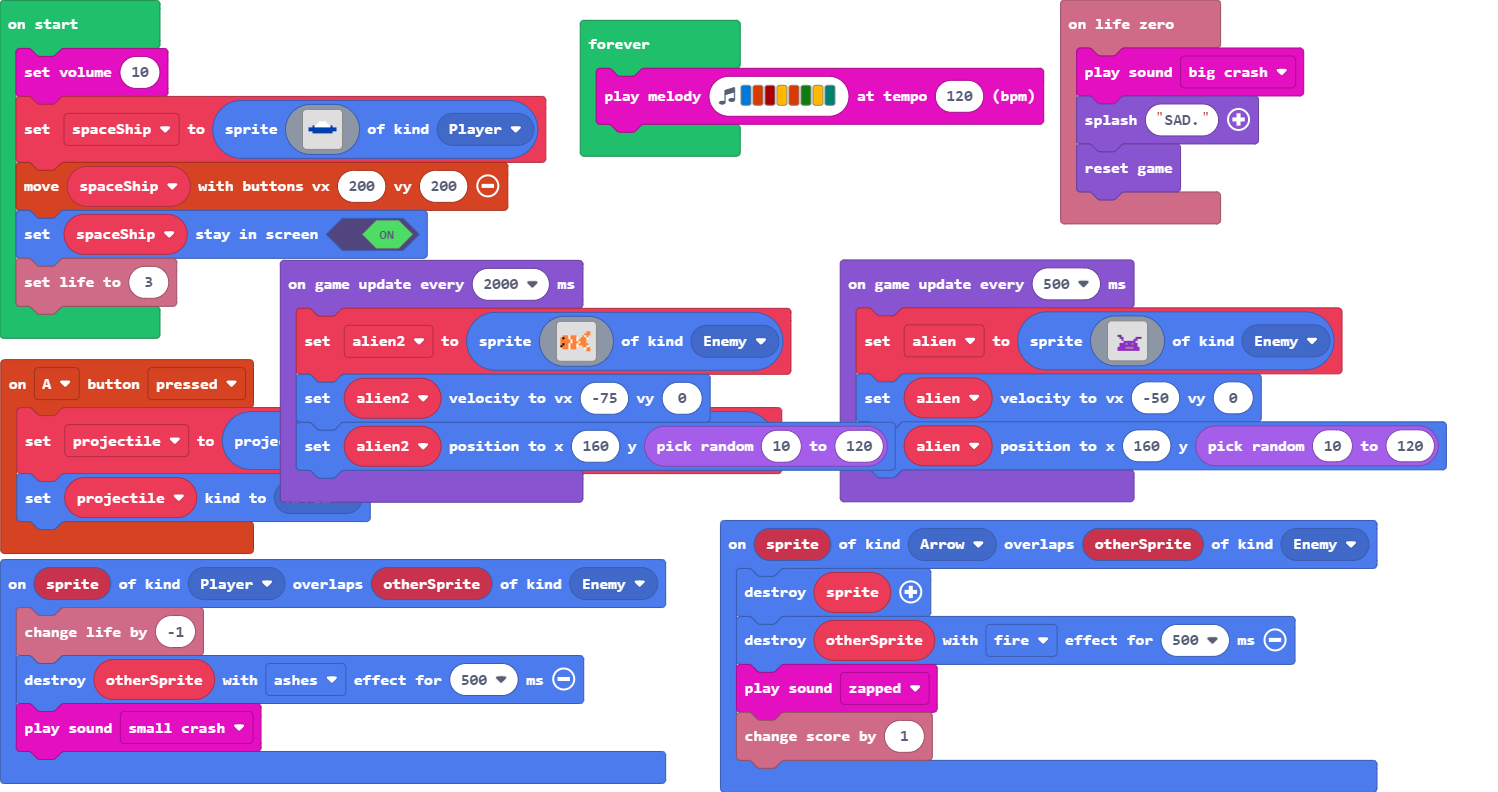 on start
set volume 10
set spaceShip to sprite of kind Player
move spaceShip with buttons vx 200 vy 200
set spaceShip stay in screen ON
set life to 3
forever
play melody at tempo 120 (bpm)
on life zero
play sound big crash
splash "SAD."
reset game
on A button pressed
set projectile to proje
set projectile kind to
on game update every 2000 ms
set alien2 to sprite of kind Enemy
set alien2 velocity to vx -75 vy 0
set alien2 position to x 160 y pick random 10 to 120
on game update every 500 ms
set alien to sprite of kind Enemy
set alien velocity to vx -50 vy 0
alien position to x 160 y pick random 10 to 120
on sprite of kind Player overlaps otherSprite of kind Enemy
change life by -1
destroy otherSprite with ashes effect for 500 ms
play sound small crash
on sprite of kind Arrow overlaps otherSprite of kind Enemy
destroy sprite
destroy otherSprite with fire effect for 500 ms
play sound zapped
change score by 1